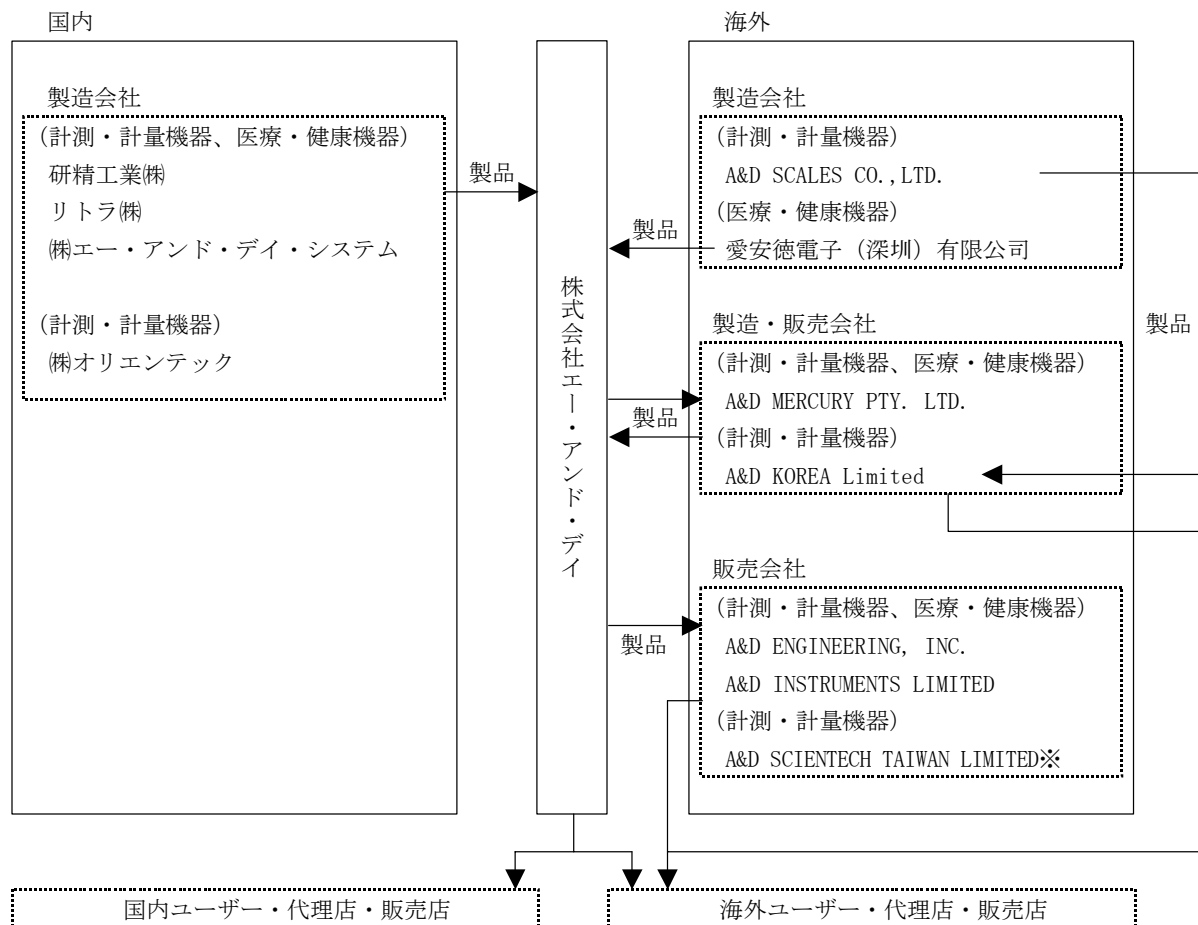 国内
製造会社
(計測・計量機器、医療・健康機器)
研精工業㈱
リトラ㈱
㈱エー・アンド・デイ・システム
(計測・計量機器)
㈱オリエンテック
製品
株式会社エー・アンド・デイ
海外
製造会社
(計測・計量機器)
A&D SCALES CO.,LTD.
(医療・健康機器)
愛安徳電子(深圳)有限公司
製品
製造・販売会社
(計測・計量機器、医療・健康機器)
A&D MERCURY PTY. LTD.
(計測・計量機器)
A&D KOREA Limited
製品
製品
販売会社
(計測・計量機器、医療・健康機器)
A&D ENGINEERING, INC.
A&D INSTRUMENTS LIMITED
(計測・計量機器)
A&D SCIENTECH TAIWAN LIMITED※
製品
国内ユーザー・代理店・販売店
海外ユーザー・代理店・販売店